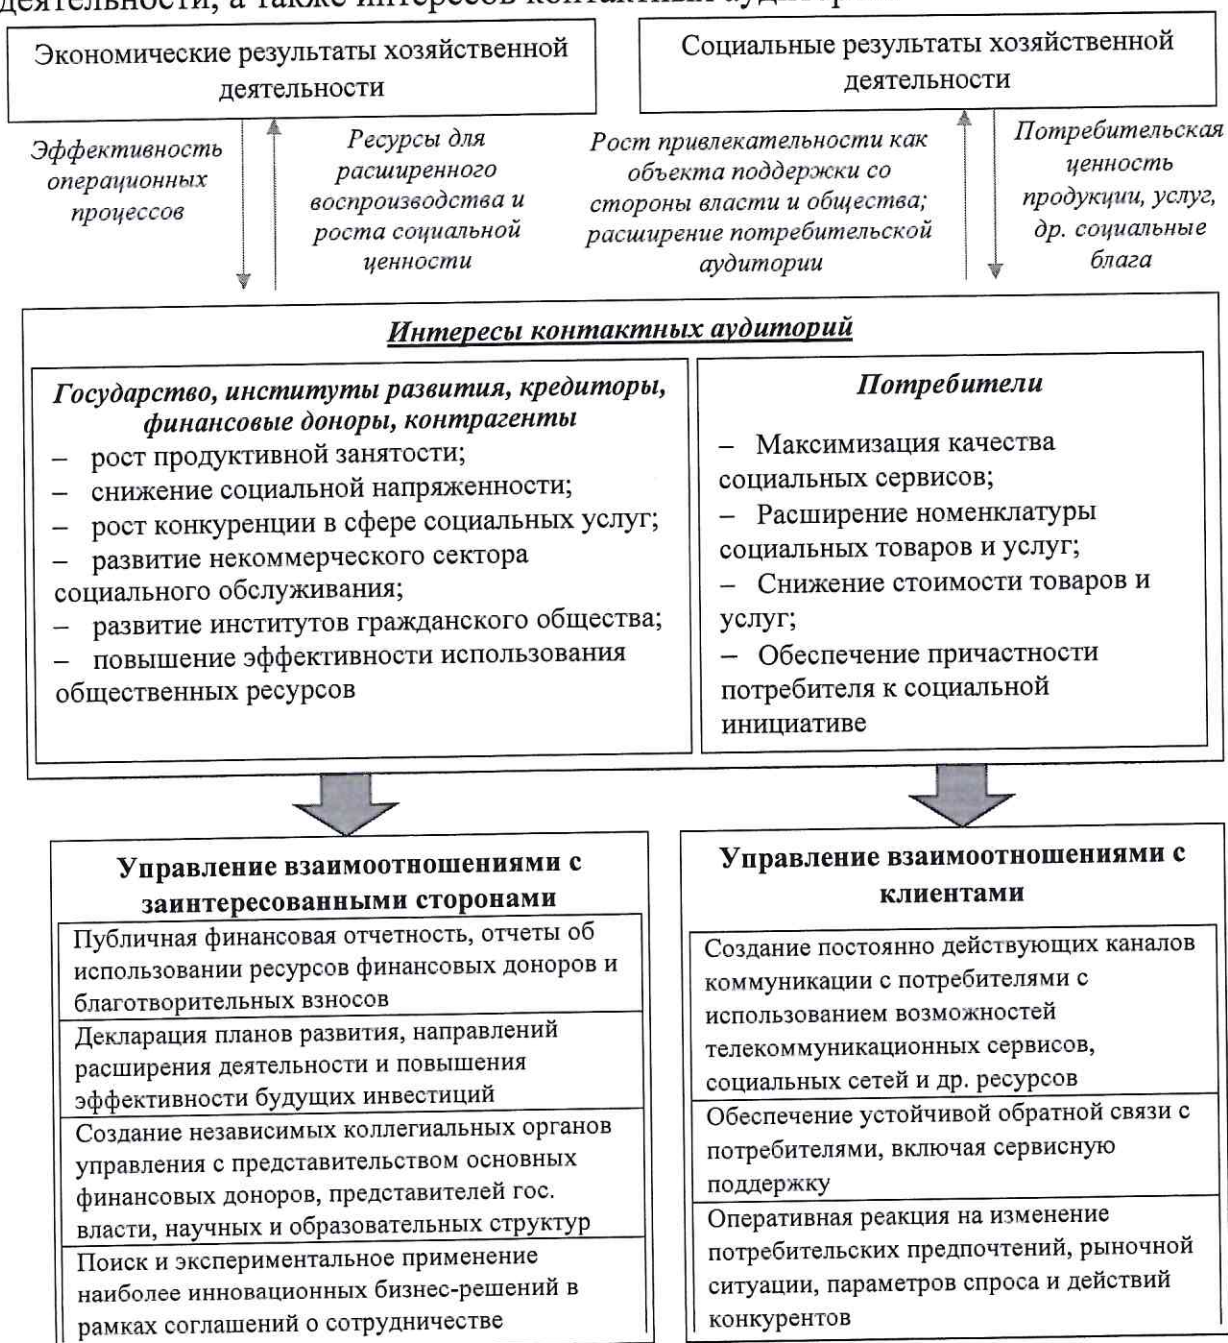 деятельности, а также интересов контактных аудиторий
Экономические результаты хозяйственной
деятельности
Социальные результаты хозяйственной
деятельности
Эффективность
операционных
процессов
Ресурсы для
расширенного
воспроизводства и
роста социальной
ценности
Рост привлекательности как
объекта поддержки со
стороны власти и общества;
расширение потребительской
аудитории
Потребительская
ценность
продукции, услуг,
др. социальные
блага
Интересы контактных аудиторий
Государство, институты развития, кредиторы,
финансовые доноры, контрагенты
– рост продуктивной занятости;
– снижение социальной напряженности;
– рост конкуренции в сфере социальных услуг;
– развитие некоммерческого сектора
социального обслуживания;
– развитие институтов гражданского общества;
– повышение эффективности использования
общественных ресурсов
Потребители
– Максимизация качества
социальных сервисов;
– Расширение номенклатуры
социальных товаров и услуг;
– Снижение стоимости товаров и
услуг;
– Обеспечение причастности
потребителя к социальной
инициативе
Управление взаимоотношениями с
заинтересованными сторонами
Публичная финансовая отчетность, отчеты об
использовании ресурсов финансовых доноров и
благотворительных взносов
Декларация планов развития, направлений
расширения деятельности и повышения
эффективности будущих инвестиций
Создание независимых коллегиальных органов
управления с представительством основных
финансовых доноров, представителей гос.
власти, научных и образовательных структур
Поиск и экспериментальное применение
наиболее инновационных бизнес-решений в
рамках соглашений о сотрудничестве
Управление взаимоотношениями с
клиентами
Создание постоянно действующих каналов
коммуникации с потребителями с
использованием возможностей
телекоммуникационных сервисов,
социальных сетей и др. ресурсов
Обеспечение устойчивой обратной связи с
потребителями, включая сервисную
поддержку
Оперативная реакция на изменение
потребительских предпочтений, рыночной
ситуации, параметров спроса и действий
конкурентов